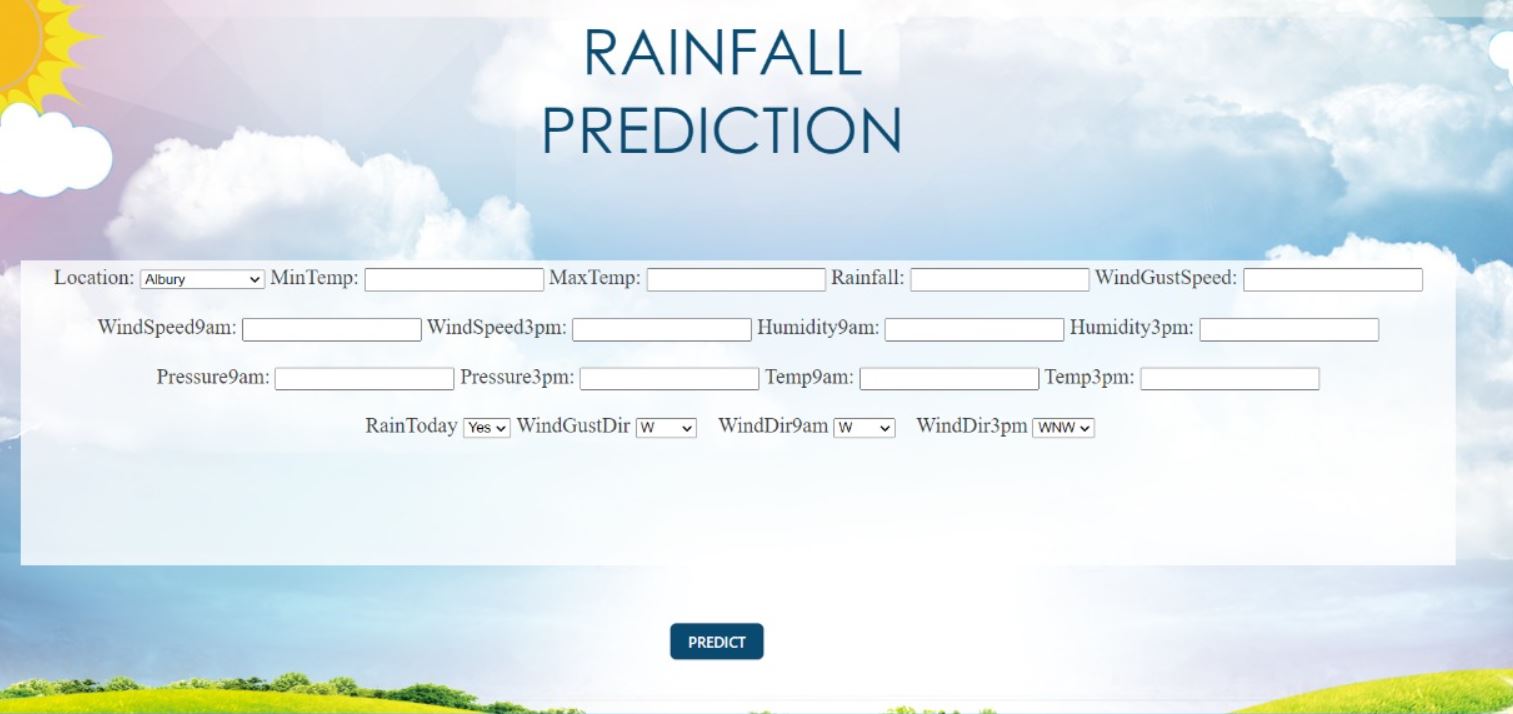 RAINFALL
PREDICTION
Location: Albury MinTemp: MaxTemp: Rainfall: WindGustSpeed:
WindSpeed9am: WindSpeed3pm: Humidity9am: Humidity3pm:
Pressure9am: Pressure3pm: Temp9am: Temp3pm:
RainToday Yes WindGustDir W WindDir9am W WindDir3pm WNW
PREDICT